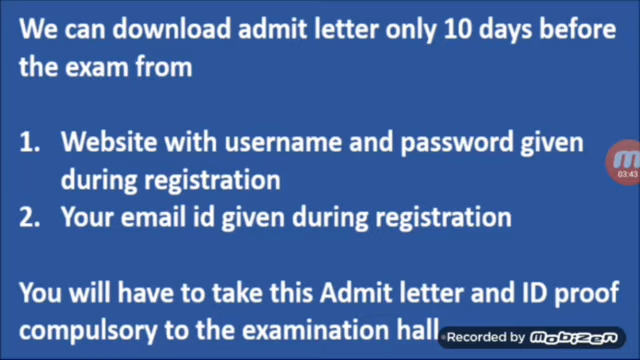 We can download admit letter only 10 days before
the exam from
1. Website with username and password given
during registration
2. Your email id given during registration
You will have to take this Admit letter and ID proof
compulsory to the examination hall
m
03:43
Recorded by mobizen